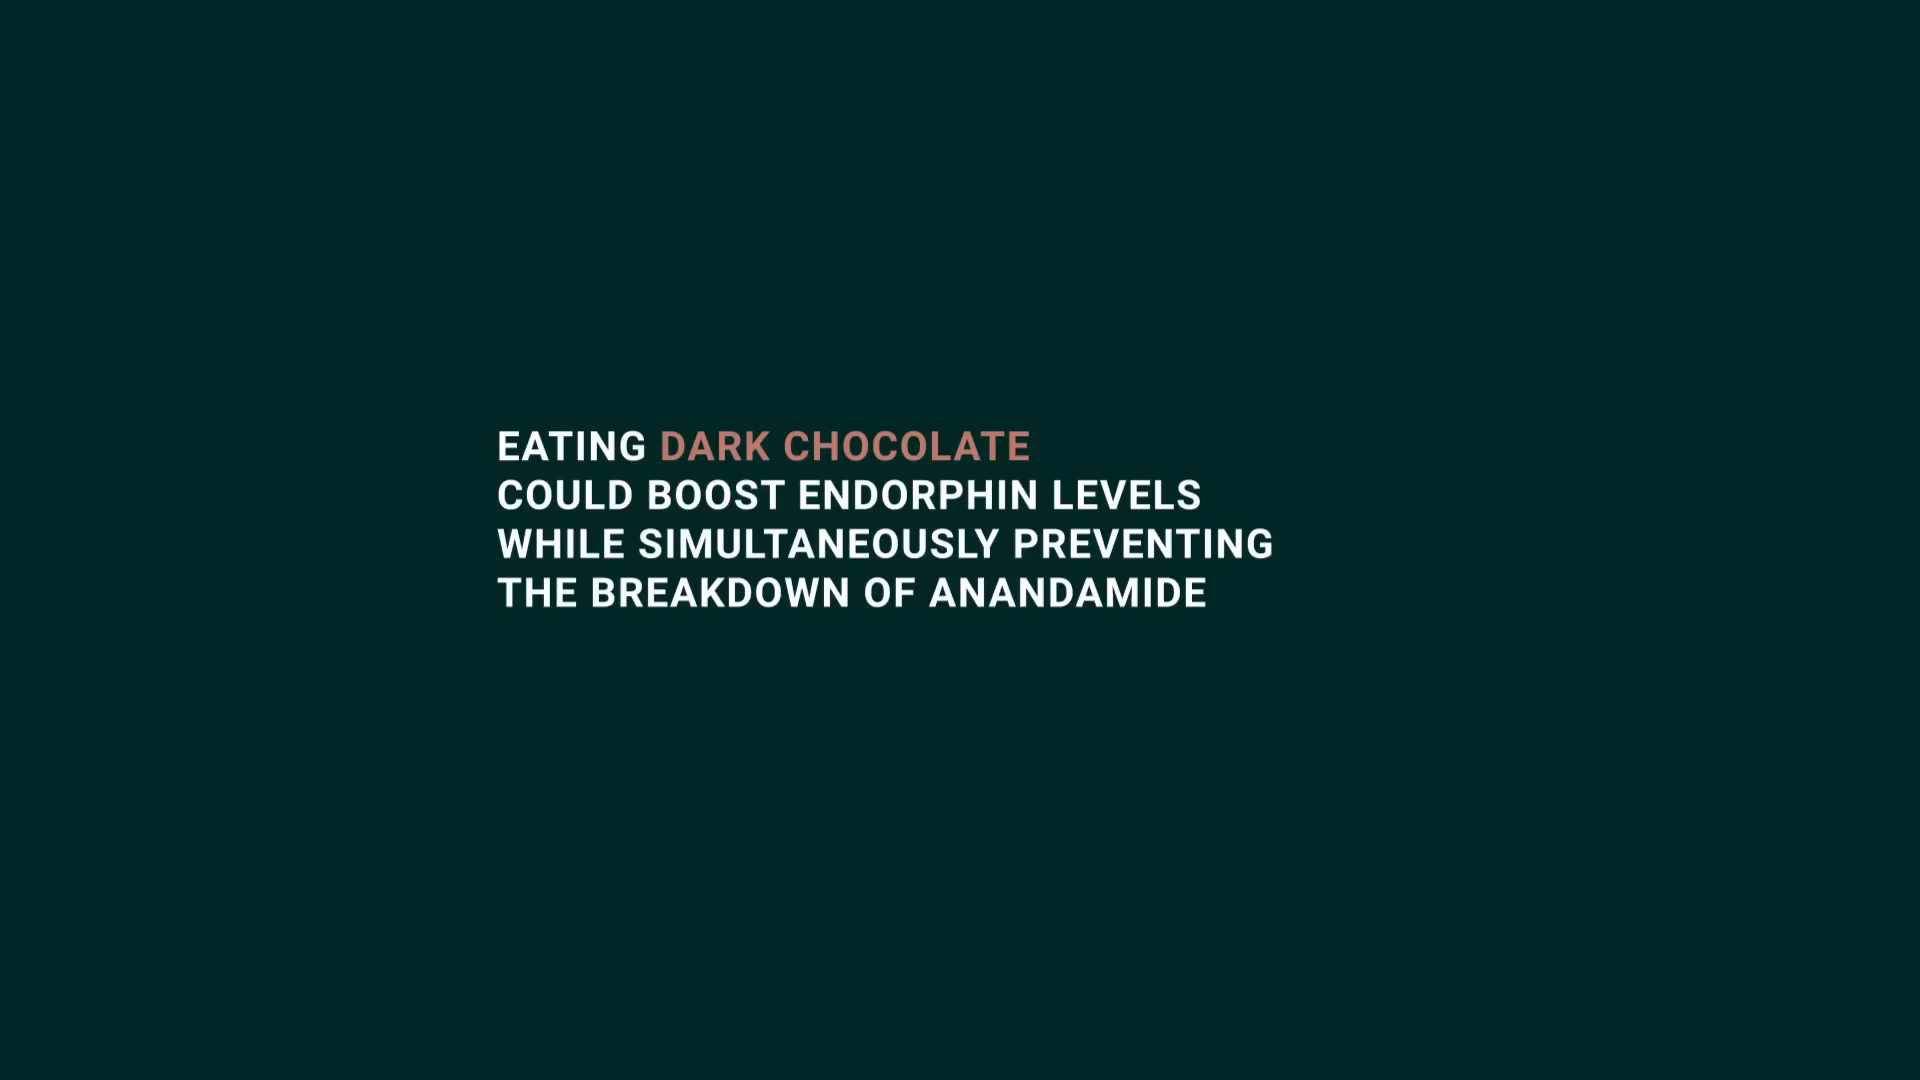 EATING DARK CHOCOLATE
COULD BOOST ENDORPHIN LEVELS
WHILE SIMULTANEOUSLY PREVENTING
THE BREAKDOWN OF ANANDAMIDE